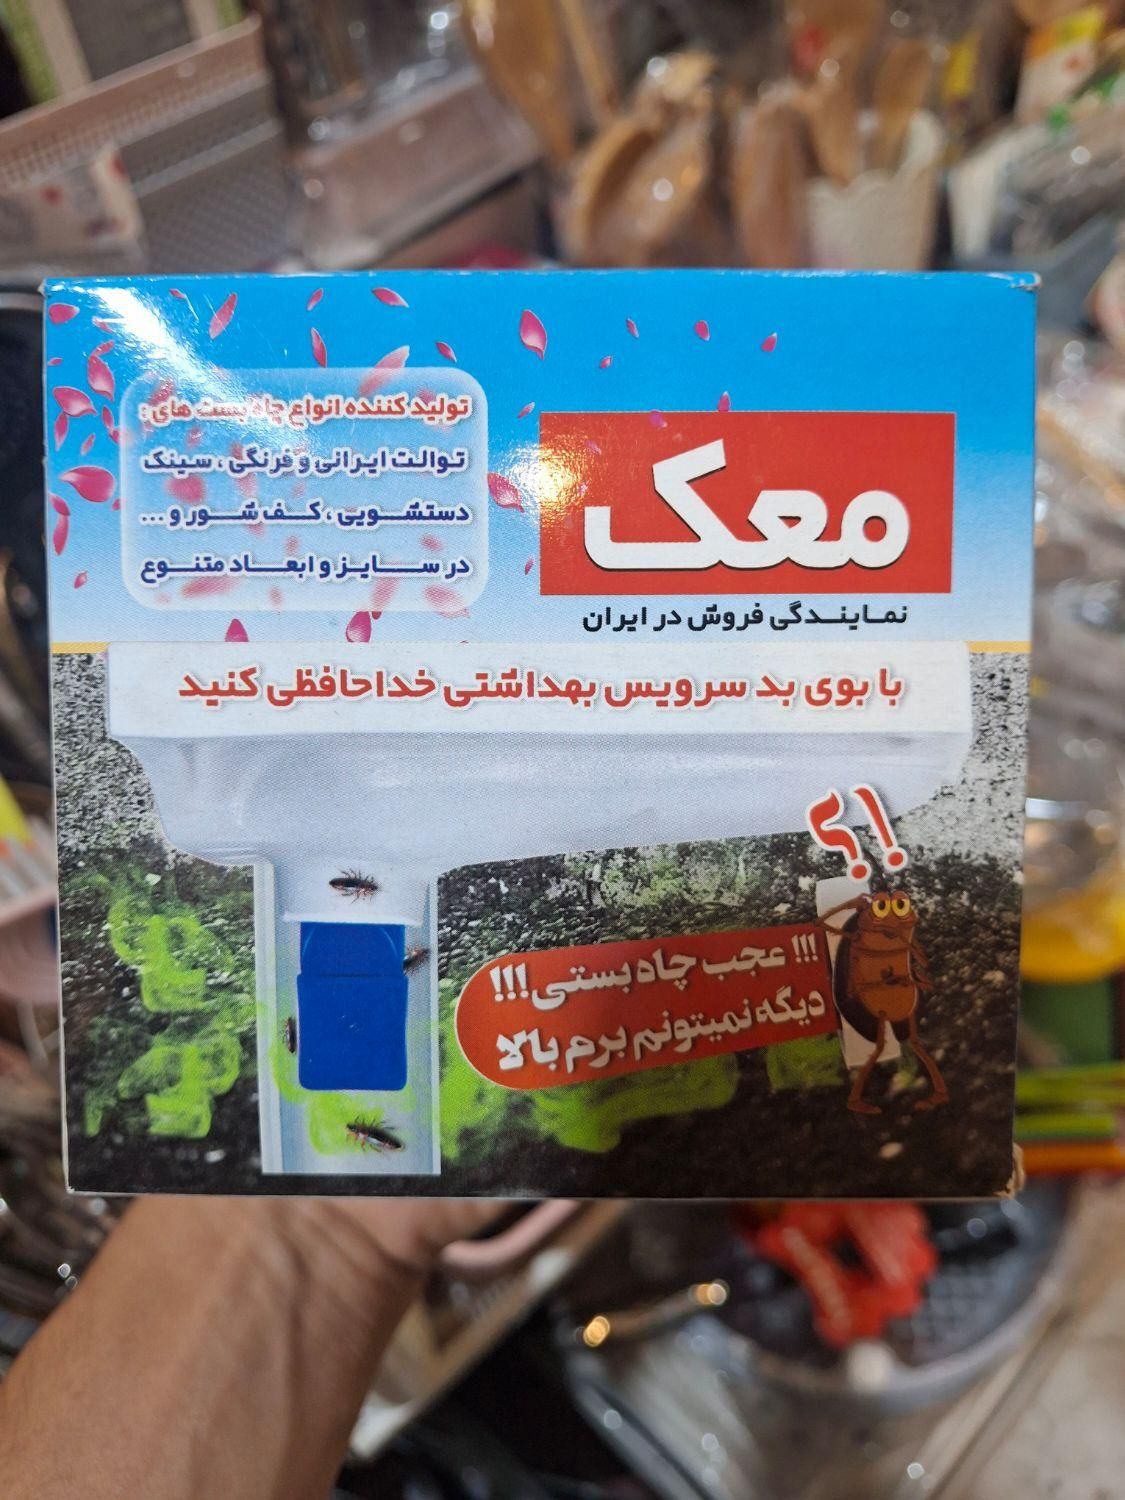 معک
نمایندگی فروش در ایران
تولید کننده انواع چاه بست های :
توالت ایرانی و فرنگی ، سینک
دستشویی ، کف شور و ...
در سایز و ابعاد متنوع
با بوی بد سرویس بهداشتی خداحافظی کنید
؟!
!!! عجب چاه بستی !!!
دیگه نمیتونم برم بالا